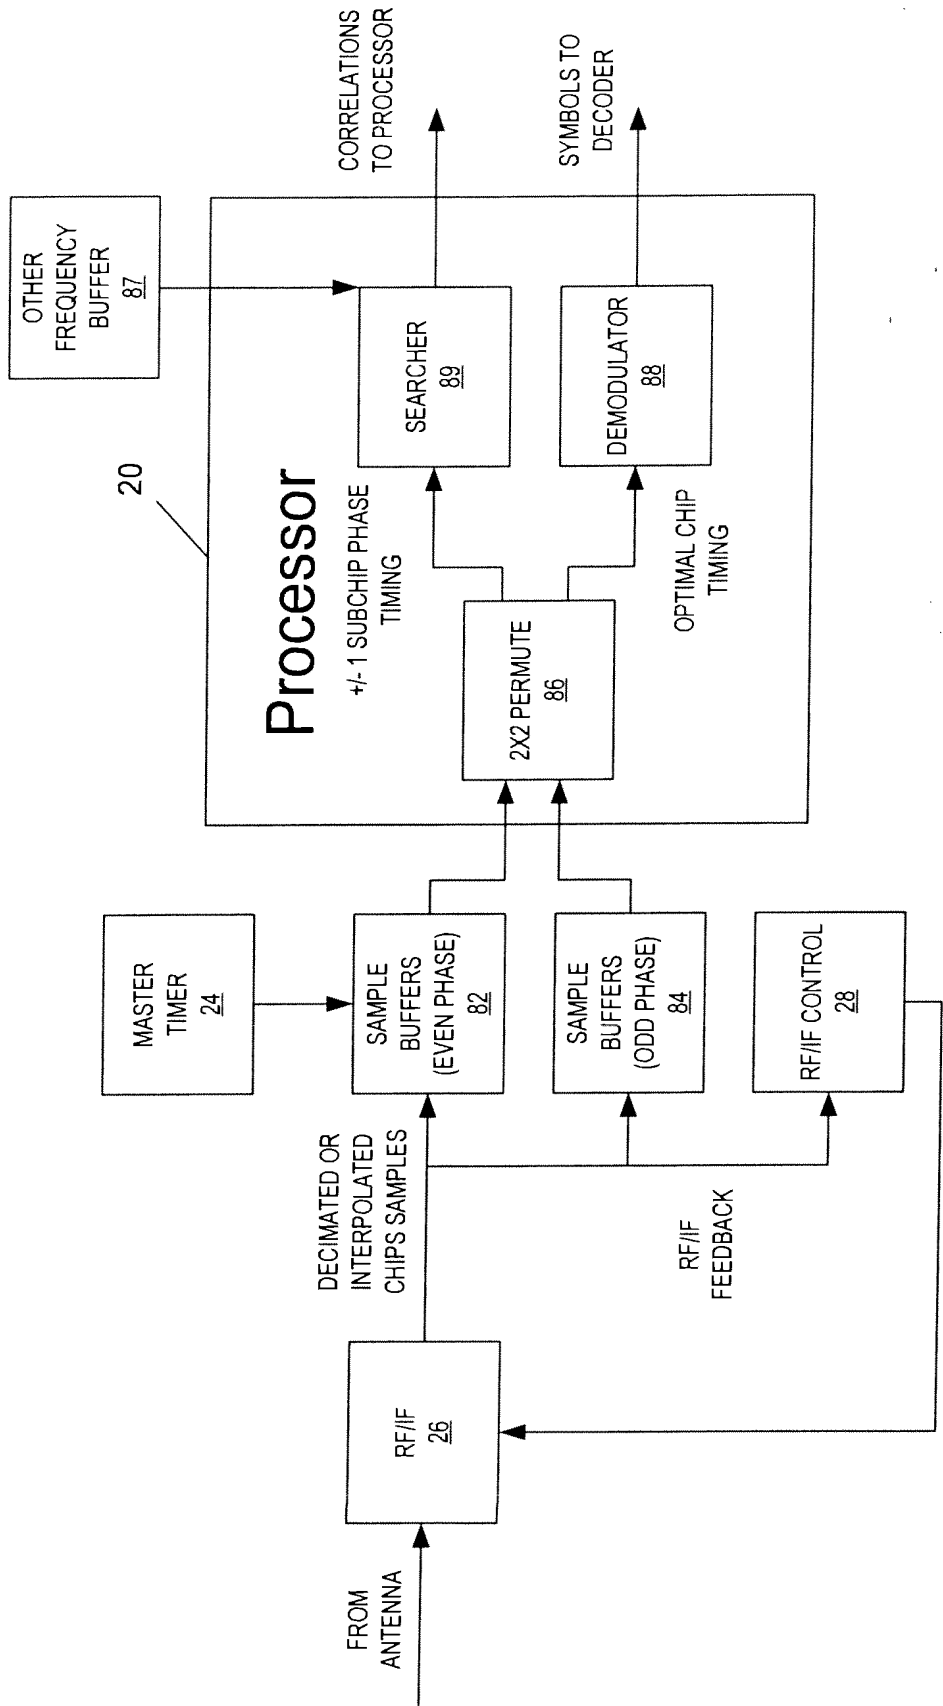 FROM
ANTENNA
RF/IF
26
DECIMATED OR
INTERPOLATED
CHIPS SAMPLES
RF/IF
FEEDBACK
MASTER
TIMER
24
SAMPLE
BUFFERS
(EVEN PHASE)
82
SAMPLE
BUFFERS
(ODD PHASE)
84
RF/IF CONTROL
28
20
Processor
2X2 PERMUTE
86
+/- 1 SUBCHIP PHASE
TIMING
OPTIMAL CHIP
TIMING
OTHER
FREQUENCY
BUFFER
87
SEARCHER
89
DEMODULATOR
88
CORRELATIONS
TO PROCESSOR
SYMBOLS TO
DECODER